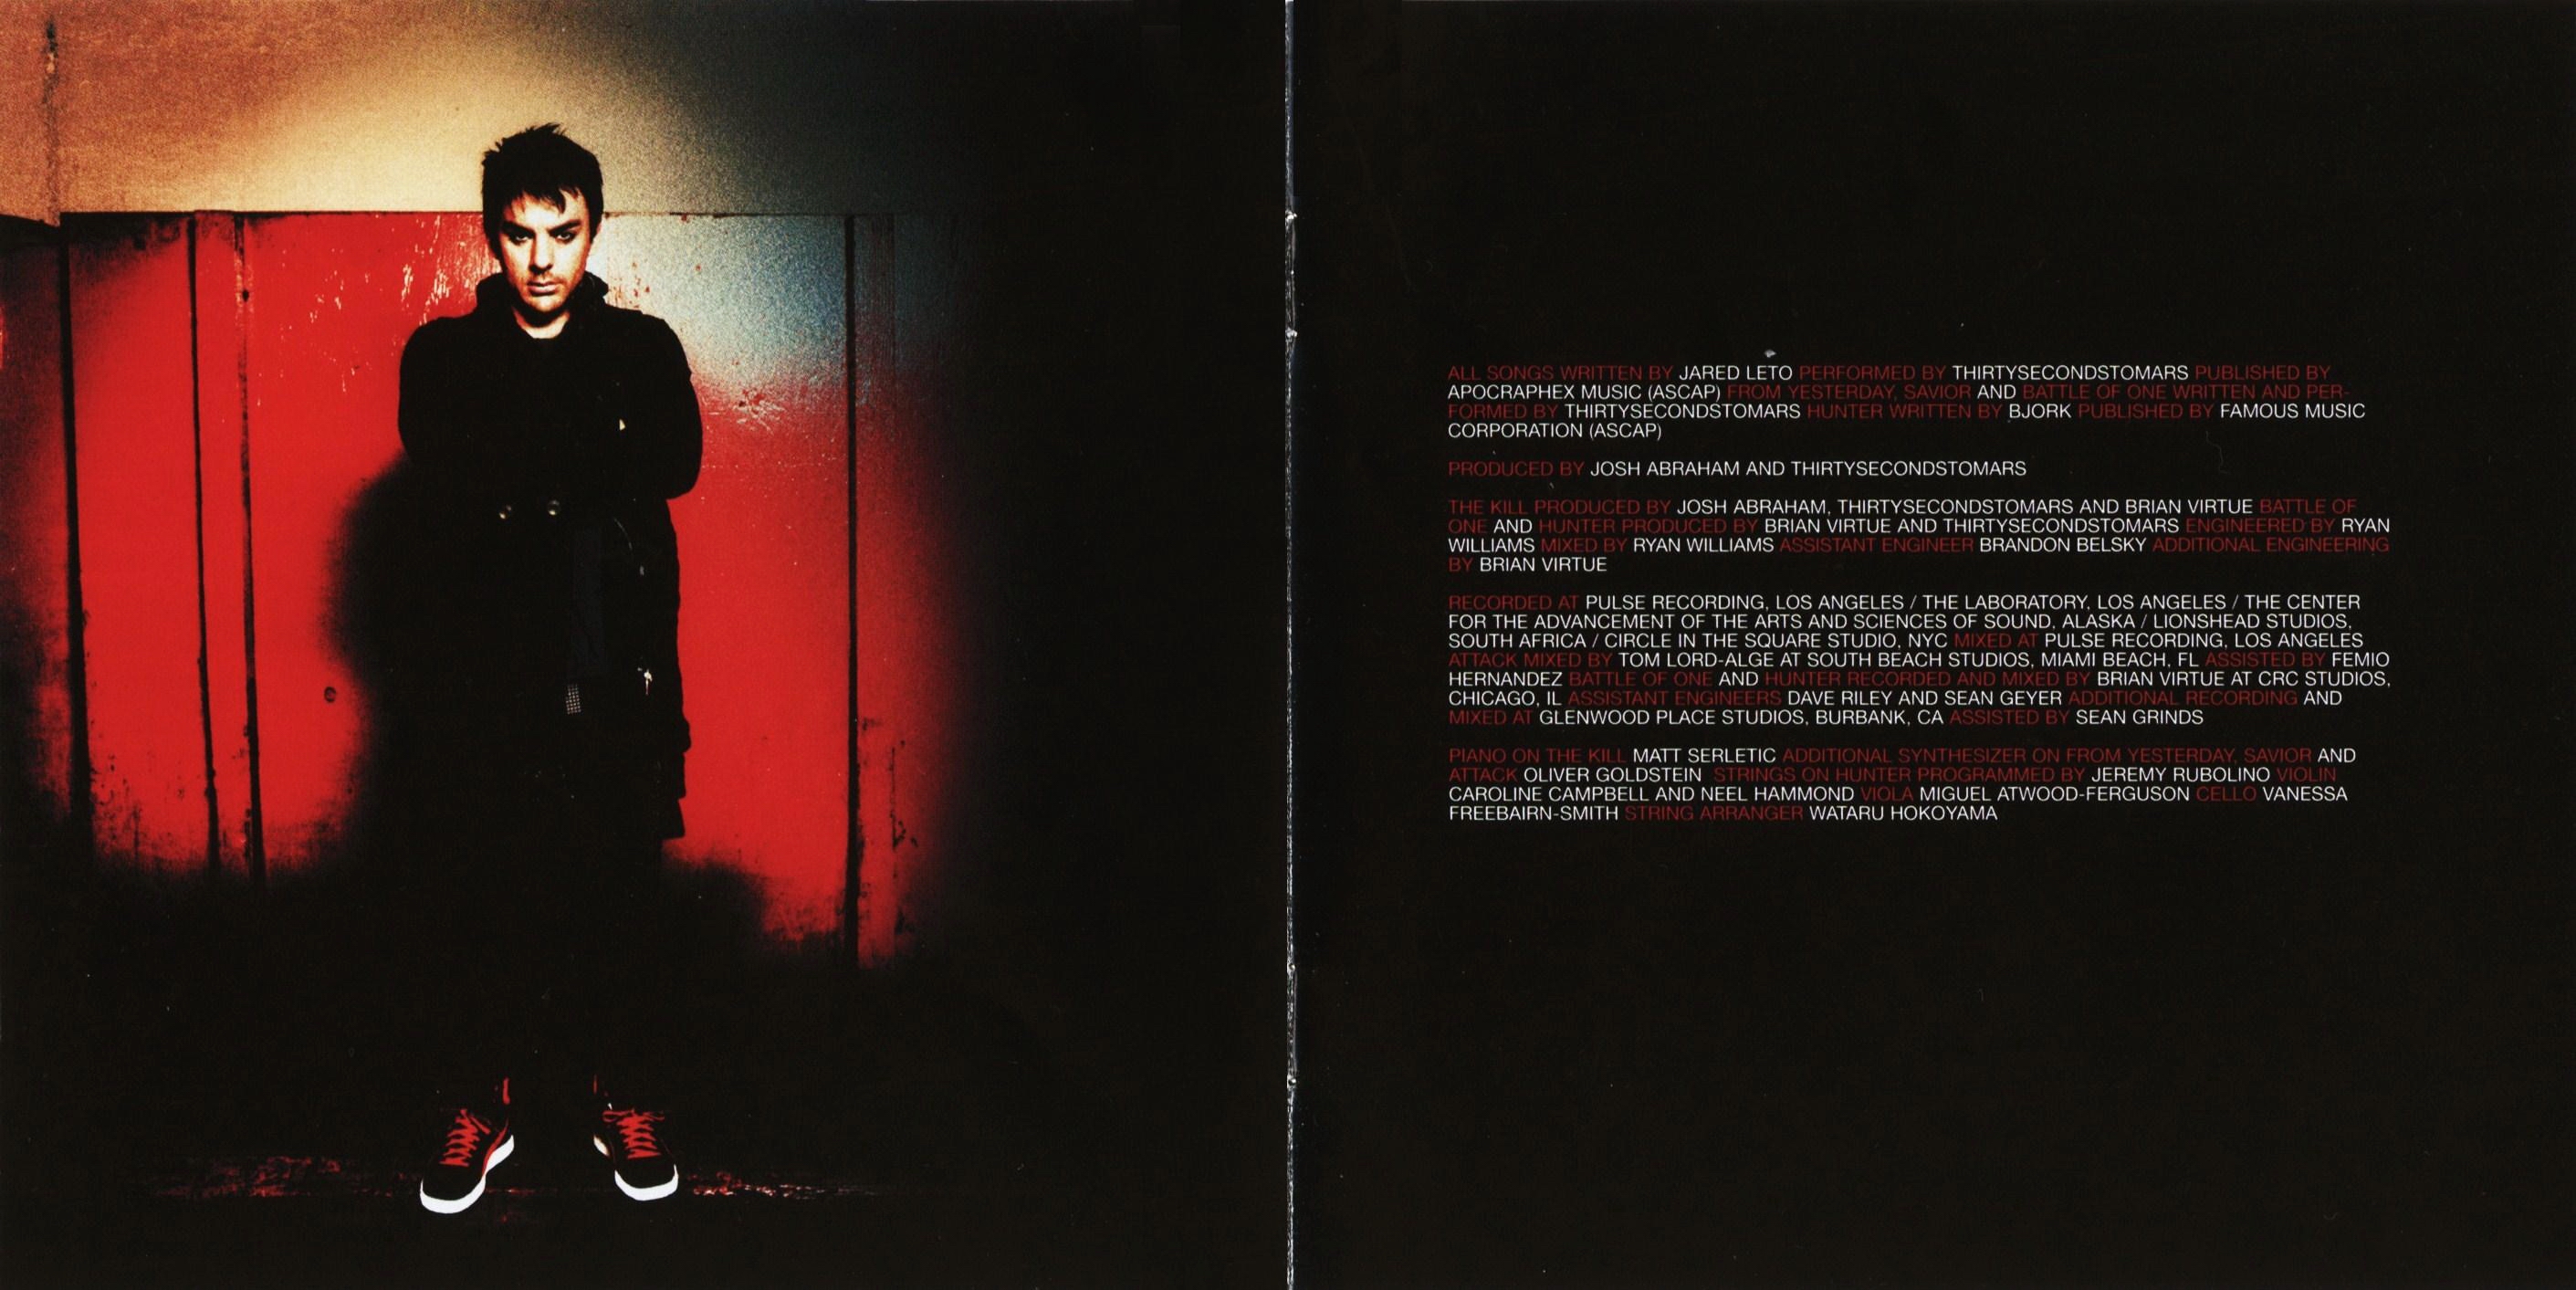 ALL SONGS WRITTEN BY JARED LETO PERFORMED BY THIRTYSECONDSTOMARS PUBLISHED BY
APOCRAPHEX MUSIC (ASCAP) FROM YESTERDAY, SAVIOR AND BATTLE OF ONE WRITTEN AND PER-
FORMED BY THIRTYSECONDSTOMARS HUNTER WRITTEN BY BJORK PUBLISHED BY FAMOUS MUSIC
CORPORATION (ASCAP)
PRODUCED BY JOSH ABRAHAM AND THIRTYSECONDSTOMARS
THE KILL PRODUCED BY JOSH ABRAHAM, THIRTYSECONDSTOMARS AND BRIAN VIRTUE BATTLE OF
ONE AND HUNTER PRODUCED BY BRIAN VIRTUE AND THIRTYSECONDSTOMARS ENGINEERED BY RYAN
WILLIAMS MIXED BY RYAN WILLIAMS ASSISTANT ENGINEER BRANDON BELSKY ADDITIONAL ENGINEERING
BY BRIAN VIRTUE
RECORDED AT PULSE RECORDING, LOS ANGELES / THE LABORATORY, LOS ANGELES / THE CENTER
FOR THE ADVANCEMENT OF THE ARTS AND SCIENCES OF SOUND, ALASKA / LIONSHEAD STUDIOS,
SOUTH AFRICA / CIRCLE IN THE SQUARE STUDIO, NYC MIXED AT PULSE RECORDING, LOS ANGELES
ATTACK MIXED BY TOM LORD-ALGE AT SOUTH BEACH STUDIOS, MIAMI BEACH, FL ASSISTED BY FEMIO
HERNANDEZ BATTLE OF ONE AND HUNTER RECORDED AND MIXED BY BRIAN VIRTUE AT CRC STUDIOS,
CHICAGO, IL ASSISTANT ENGINEERS DAVE RILEY AND SEAN GEYER ADDITIONAL RECORDING AND
MIXED AT GLENWOOD PLACE STUDIOS, BURBANK, CA ASSISTED BY SEAN GRINDS
PIANO ON THE KILL MATT SERLETIC ADDITIONAL SYNTHESIZER ON FROM YESTERDAY, SAVIOR AND
ATTACK OLIVER GOLDSTEIN STRINGS ON HUNTER PROGRAMMED BY JEREMY RUBOLINO VIOLIN
CAROLINE CAMPBELL AND NEEL HAMMOND VIOLA MIGUEL ATWOOD-FERGUSON CELLO VANESSA
FREEBAIRN-SMITH STRING ARRANGER WATARU HOKOYAMA